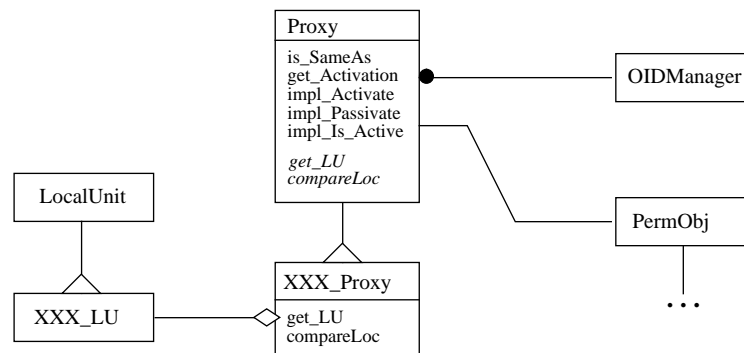 Proxy
is_SameAs
get_Activation
impl_Activate
impl_Passivate
impl_Is_Active
get_LU
compareLoc
OIDManager
LocalUnit
PermObj
XXX_LU
XXX_Proxy
get_LU
compareLoc
...